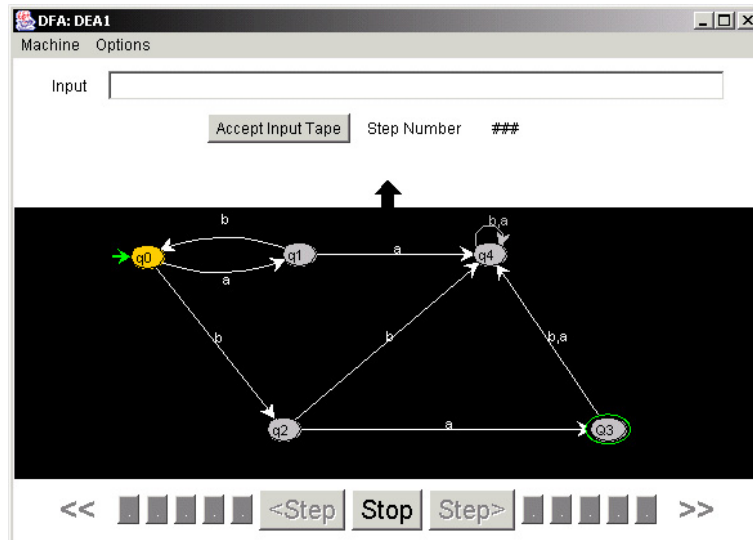 DFA: DEA1
Machine Options
Input
Accept Input Tape Step Number ###
b b,a
q0 q1 a q4
a
b b b,a
q2 a Q3
<< <Step Stop Step> >>